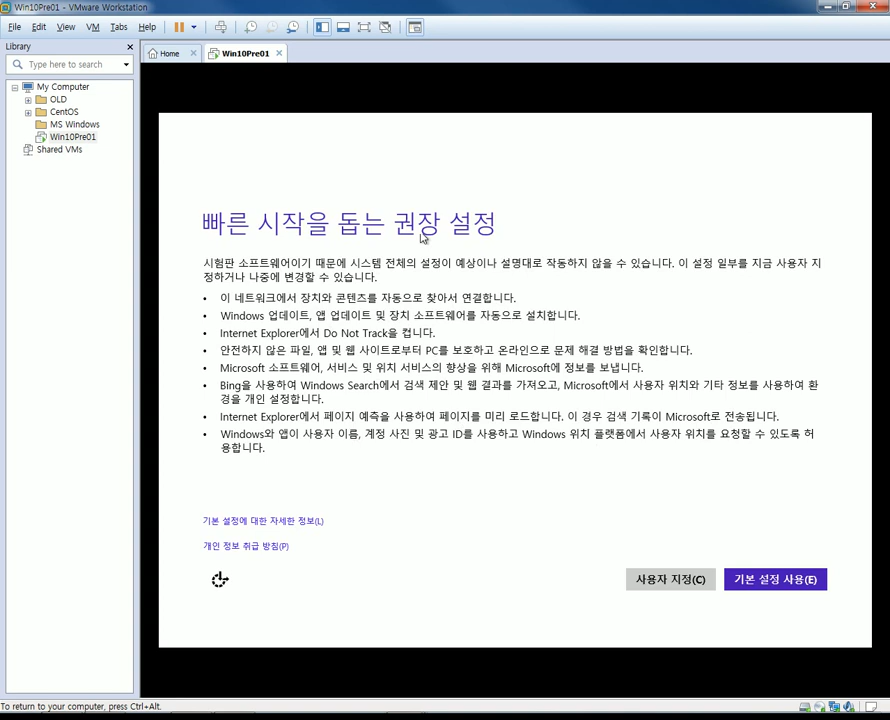 Win10Pre01 - VMware Workstation
File Edit View VM Tabs Help
Library
Type here to search
Home
Win10Pre01
My Computer
OLD
CentOS
MS Windows
Win10Pre01
Shared VMs
빠른 시작을 돕는 권장 설정
시험판 소프트웨어이기 때문에 시스템 전체의 설정이 예상이나 설명대로 작동하지 않을 수 있습니다. 이 설정 일부를 지금 사용자 지
정하거나 나중에 변경할 수 있습니다.
• 이 네트워크에서 장치와 콘텐츠를 자동으로 찾아서 연결합니다.
• Windows 업데이트, 앱 업데이트 및 장치 소프트웨어를 자동으로 설치합니다.
• Internet Explorer에서 Do Not Track을 켭니다.
• 안전하지 않은 파일, 앱 및 웹 사이트로부터 PC를 보호하고 온라인으로 문제 해결 방법을 확인합니다.
• Microsoft 소프트웨어, 서비스 및 위치 서비스의 향상을 위해 Microsoft에 정보를 보냅니다.
• Bing을 사용하여 Windows Search에서 검색 제안 및 웹 결과를 가져오고, Microsoft에서 사용자 위치와 기타 정보를 사용하여 환
경을 개인 설정합니다.
• Internet Explorer에서 페이지 예측을 사용하여 페이지를 미리 로드합니다. 이 경우 검색 기록이 Microsoft로 전송됩니다.
• Windows와 앱이 사용자 이름, 계정 사진 및 광고 ID를 사용하고 Windows 위치 플랫폼에서 사용자 위치를 요청할 수 있도록 허
용합니다.
기본 설정에 대한 자세한 정보(L)
개인 정보 취급 방침(P)
사용자 지정(C)
기본 설정 사용(E)
To return to your computer, press Ctrl+Alt.